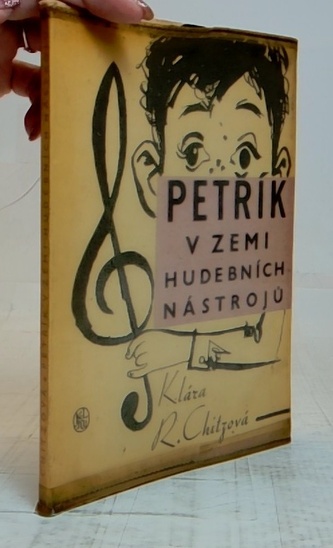 PETŘÍK
V ZEMI
HUDEBNÍCH
NÁSTROJŮ
Klára
R. Chitzová